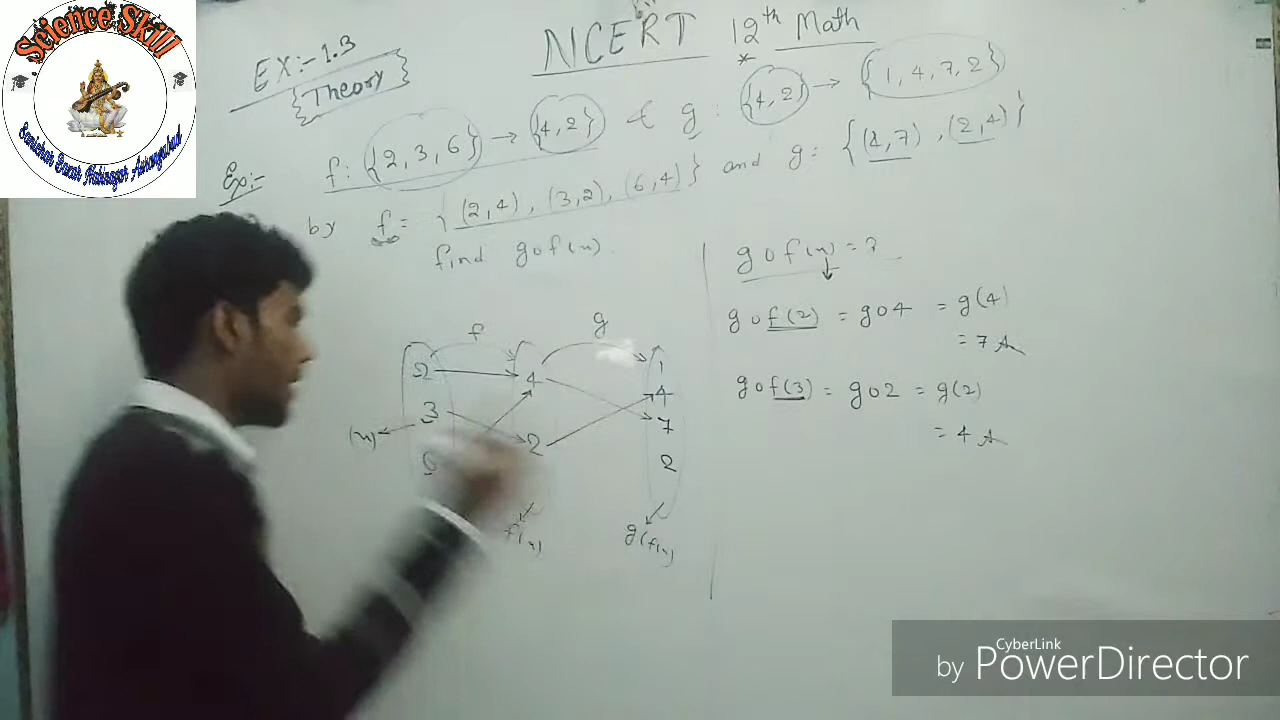 Science Skill
NCERT 12th Math
EX:- 1.3
{Theory}
*
Ex:- f: {2,3,6} → {4,2} & g: {4,2} → {1,4,7,2}
by f = {(2,4), (3,2), (6,4)} and g: {(4,7), (2,4)}
find gof(x)
f g
2 4 1
3 2 4
7
2
(x)
f(x) g(f(x)
gof(x) = ?
gof(2) = go4 = g(4)
= 7 A
gof(3) = go2 = g(2)
= 4 A
by CyberLink PowerDirector